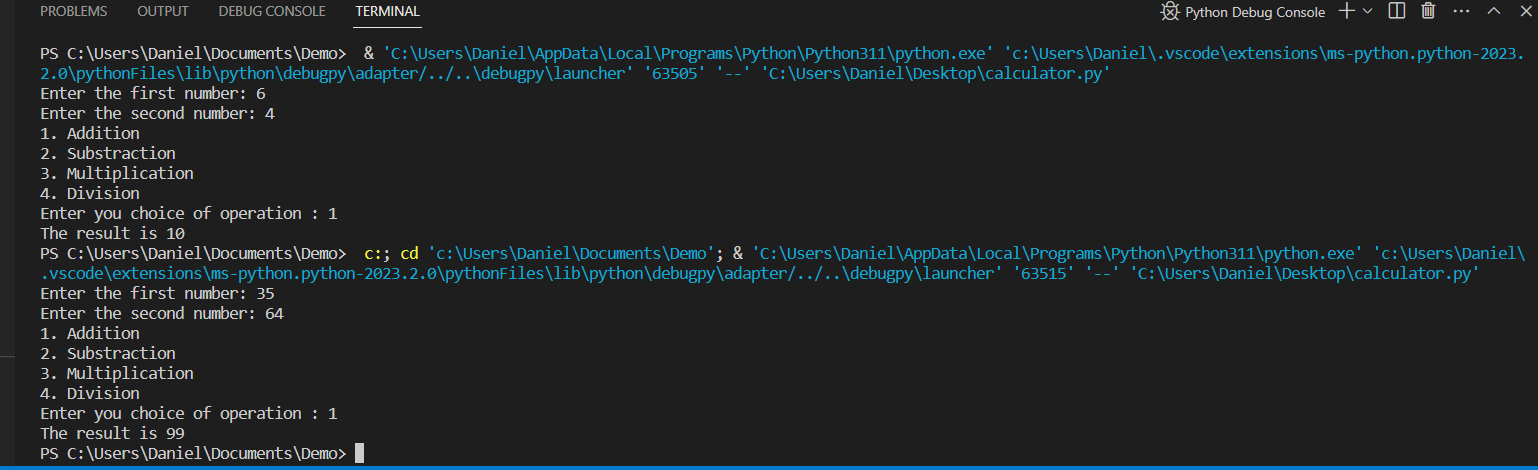 PROBLEMS OUTPUT DEBUG CONSOLE TERMINAL Python Debug Console
PS C:\Users\Daniel\Documents\Demo>  & 'C:\Users\Daniel\AppData\Local\Programs\Python\Python311\python.exe' 'c:\Users\Daniel\.vscode\extensions\ms-python.python-2023.
2.0\pythonFiles\lib\python\debugpy\adapter/../..\debugpy\launcher' '63505' '--' 'C:\Users\Daniel\Desktop\calculator.py'
Enter the first number: 6
Enter the second number: 4
1. Addition
2. Substraction
3. Multiplication
4. Division
Enter you choice of operation : 1
The result is 10
PS C:\Users\Daniel\Documents\Demo>  c:; cd 'c:\Users\Daniel\Documents\Demo'; & 'C:\Users\Daniel\AppData\Local\Programs\Python\Python311\python.exe' 'c:\Users\Daniel\
.vscode\extensions\ms-python.python-2023.2.0\pythonFiles\lib\python\debugpy\adapter/../..\debugpy\launcher' '63515' '--' 'C:\Users\Daniel\Desktop\calculator.py'
Enter the first number: 35
Enter the second number: 64
1. Addition
2. Substraction
3. Multiplication
4. Division
Enter you choice of operation : 1
The result is 99
PS C:\Users\Daniel\Documents\Demo>